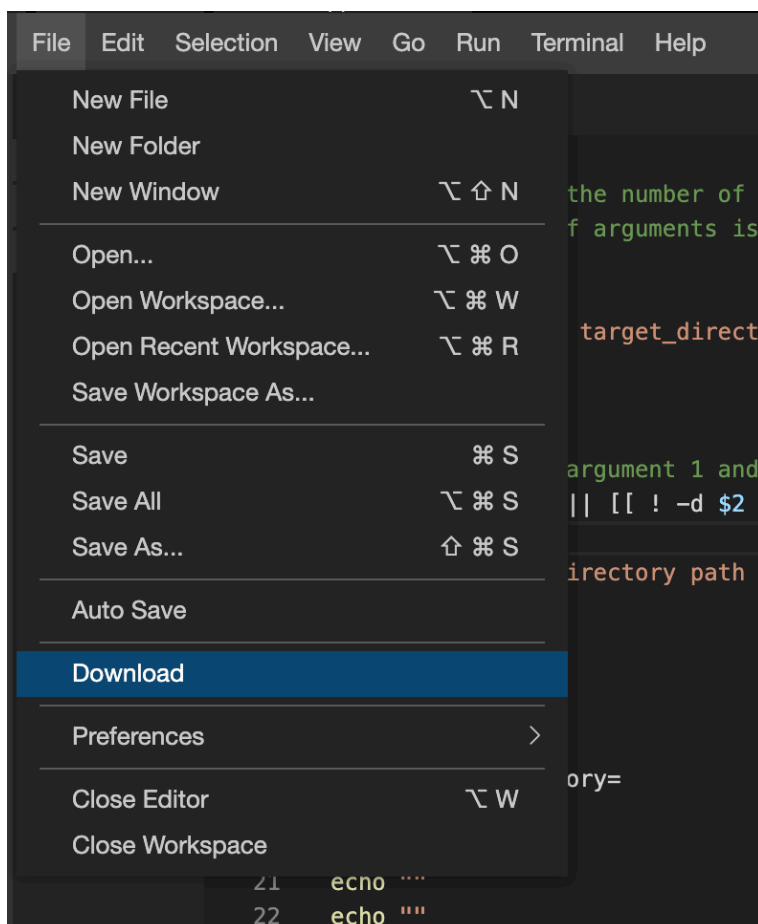 File Edit Selection View Go Run Terminal Help
New File ⌥ N
New Folder
New Window ⌥ ⇧ N
the number of
f arguments is
Open... ⌥ ⌘ O
Open Workspace... ⌥ ⌘ W
Open Recent Workspace... ⌥ ⌘ R
target_direct
Save Workspace As...
Save ⌘ S
argument 1 and
Save All ⌥ ⌘ S
|| [[ ! -d $2
Save As... ⇧ ⌘ S
irectory path
Auto Save
Download
Preferences
ory=
Close Editor ⌥ W
Close Workspace
21 echo ""
22 echo ""